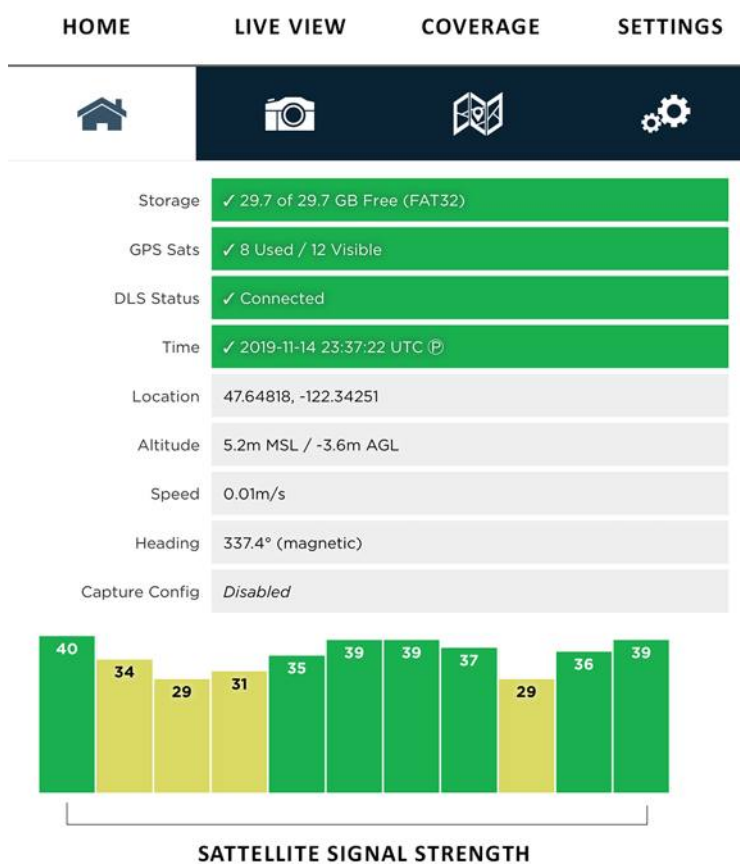 HOME LIVE VIEW COVERAGE SETTINGS
Storage ✓ 29.7 of 29.7 GB Free (FAT32)
GPS Sats ✓ 8 Used / 12 Visible
DLS Status ✓ Connected
Time ✓ 2019-11-14 23:37:22 UTC Ⓟ
Location 47.64818, -122.34251
Altitude 5.2m MSL / -3.6m AGL
Speed 0.01m/s
Heading 337.4° (magnetic)
Capture Config Disabled
40 34 29 31 35 39 39 37 29 36 39
SATTELLITE SIGNAL STRENGTH